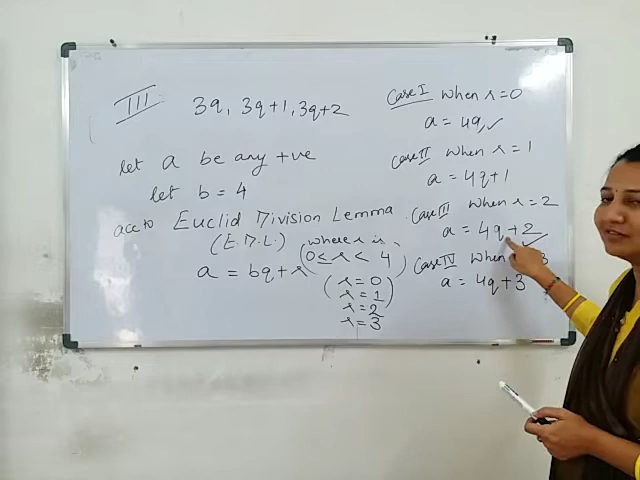 III 3q, 3q+1, 3q+2
let a be any +ve
let b = 4
acc to Euclid Division Lemma
(E.D.L.)
a = bq + r (where r is
0 ≤ r < 4)
(r = 0
r = 1)
r = 2
r = 3
Case I When r = 0
a = 4q ✓
Case II When r = 1
a = 4q + 1
Case III When r = 2
a = 4q + 2 ✓
Case IV When 3
a = 4q + 3